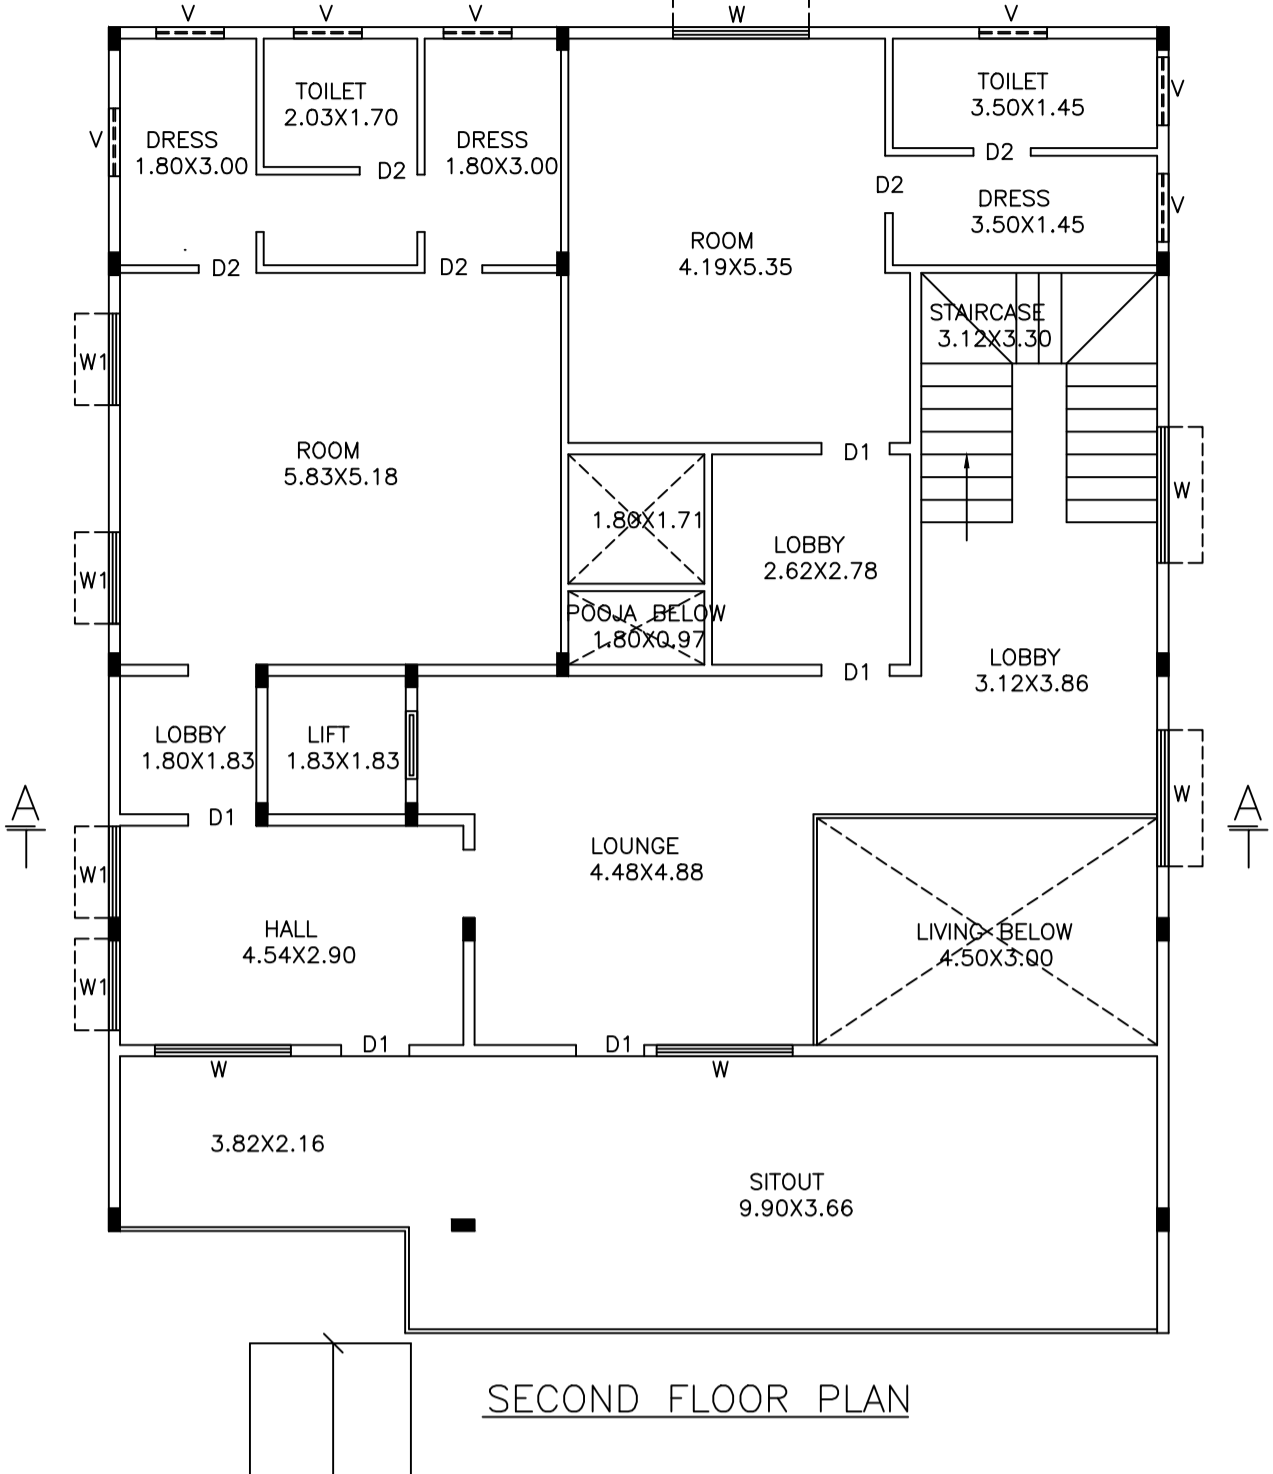 V
V
V
W
V
TOILET
2.03X1.70
TOILET
3.50X1.45
V
V
DRESS
1.80X3.00
DRESS
1.80X3.00
D2
D2
D2
DRESS
3.50X1.45
V
ROOM
4.19X5.35
D2
D2
STAIRCASE
3.12X3.30
W1
ROOM
5.83X5.18
D1
W
1.80X1.71
LOBBY
2.62X2.78
W1
POOJA BELOW
1.80X0.97
D1
LOBBY
3.12X3.86
LOBBY
1.80X1.83
LIFT
1.83X1.83
A
W
A
D1
LOUNGE
4.48X4.88
W1
HALL
4.54X2.90
LIVING BELOW
4.50X3.00
W1
D1
D1
W
W
3.82X2.16
SITOUT
9.90X3.66
SECOND FLOOR PLAN